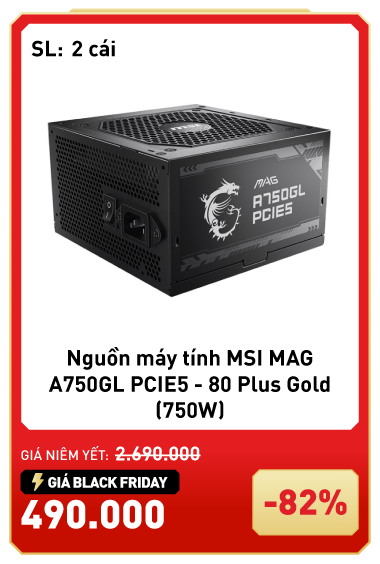 SL: 2 cái
msi
MAG
A750GL
PCIE5
Nguồn máy tính MSI MAG
A750GL PCIE5 - 80 Plus Gold
(750W)
GIÁ NIÊM YẾT: 2.690.000
GIÁ BLACK FRIDAY
490.000
-82%